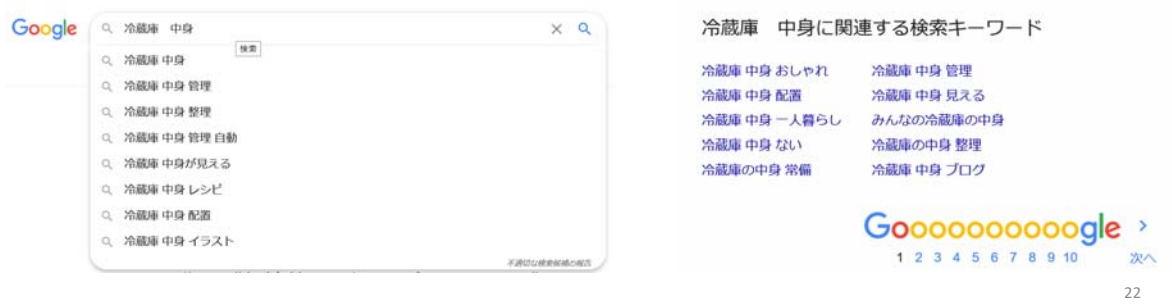 Google 冷蔵庫　中身
検索
冷蔵庫 中身
冷蔵庫 中身 管理
冷蔵庫 中身 整理
冷蔵庫 中身 管理 自動
冷蔵庫 中身が見える
冷蔵庫 中身 レシピ
冷蔵庫 中身 配置
冷蔵庫 中身 イラスト
不適切な検索候補の報告
冷蔵庫　中身に関連する検索キーワード
冷蔵庫 中身 おしゃれ 冷蔵庫 中身 管理
冷蔵庫 中身 配置 冷蔵庫 中身 見える
冷蔵庫 中身 一人暮らし みんなの冷蔵庫の中身
冷蔵庫 中身 ない 冷蔵庫の中身 整理
冷蔵庫の中身 常備 冷蔵庫 中身 ブログ
Goooooooooogle >
1 2 3 4 5 6 7 8 9 10 次へ
22